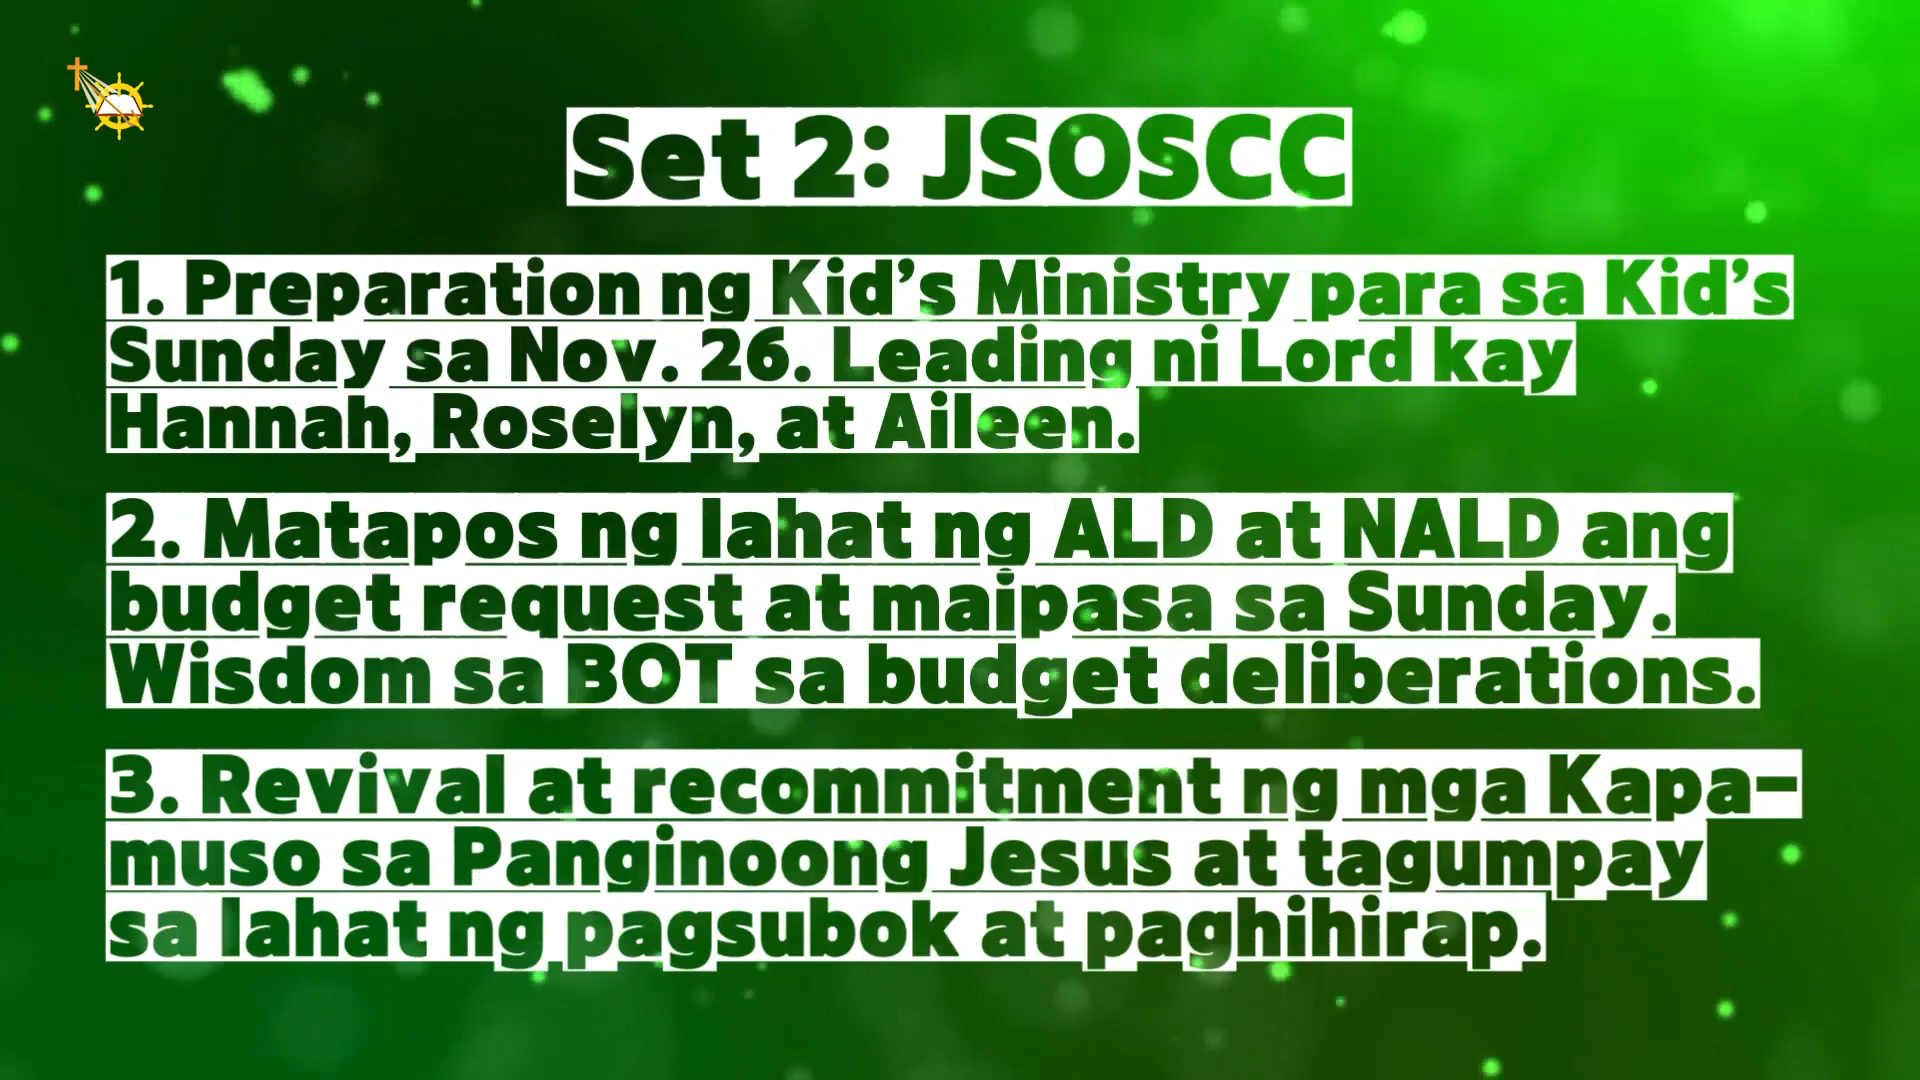 Set 2: JSOSCC
1. Preparation ng Kid’s Ministry para sa Kid’s
Sunday sa Nov. 26. Leading ni Lord kay
Hannah, Roselyn, at Aileen.
2. Matapos ng lahat ng ALD at NALD ang
budget request at maipasa sa Sunday.
Wisdom sa BOT sa budget deliberations.
3. Revival at recommitment ng mga Kapa-
muso sa Panginoong Jesus at tagumpay
sa lahat ng pagsubok at paghihirap.